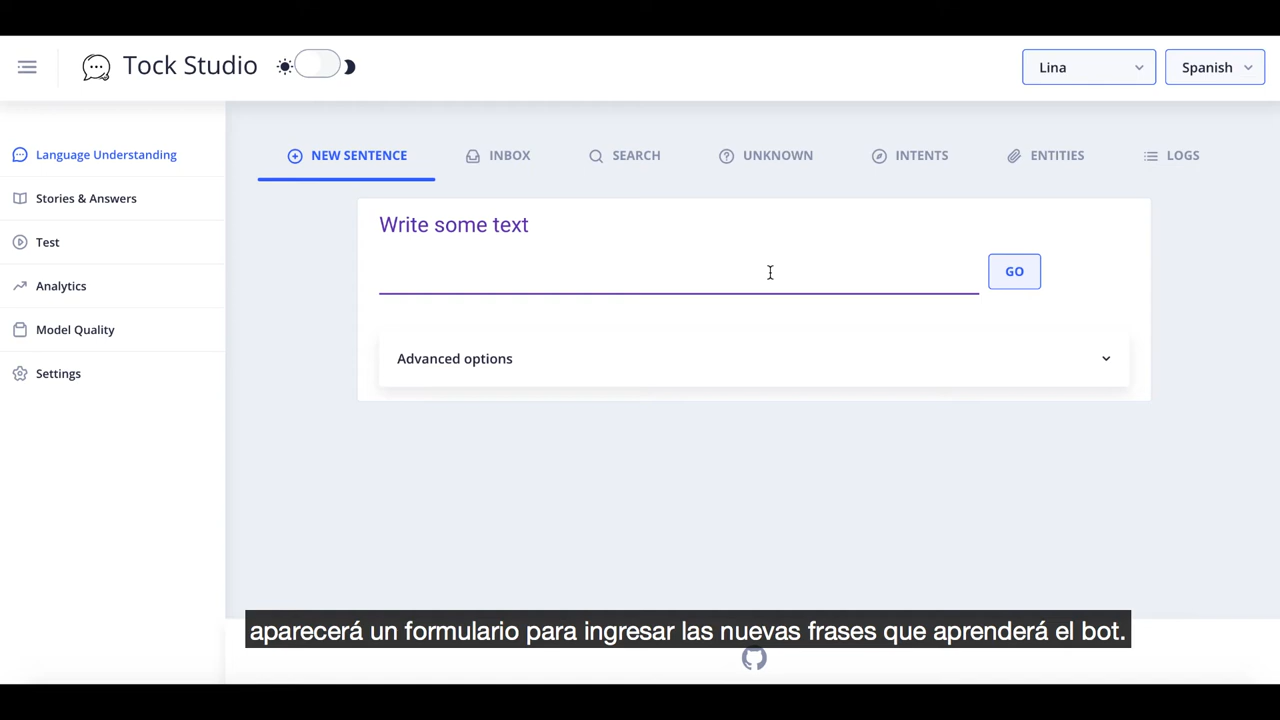 Tock Studio
Lina
Spanish
Language Understanding
Stories & Answers
Test
Analytics
Model Quality
Settings
NEW SENTENCE
INBOX
SEARCH
UNKNOWN
INTENTS
ENTITIES
LOGS
Write some text
GO
Advanced options
aparecerá un formulario para ingresar las nuevas frases que aprenderá el bot.